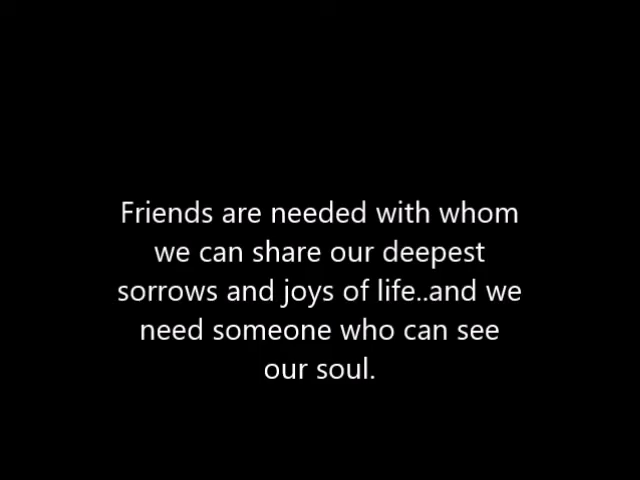 Friends are needed with whom
we can share our deepest
sorrows and joys of life..and we
need someone who can see
our soul.